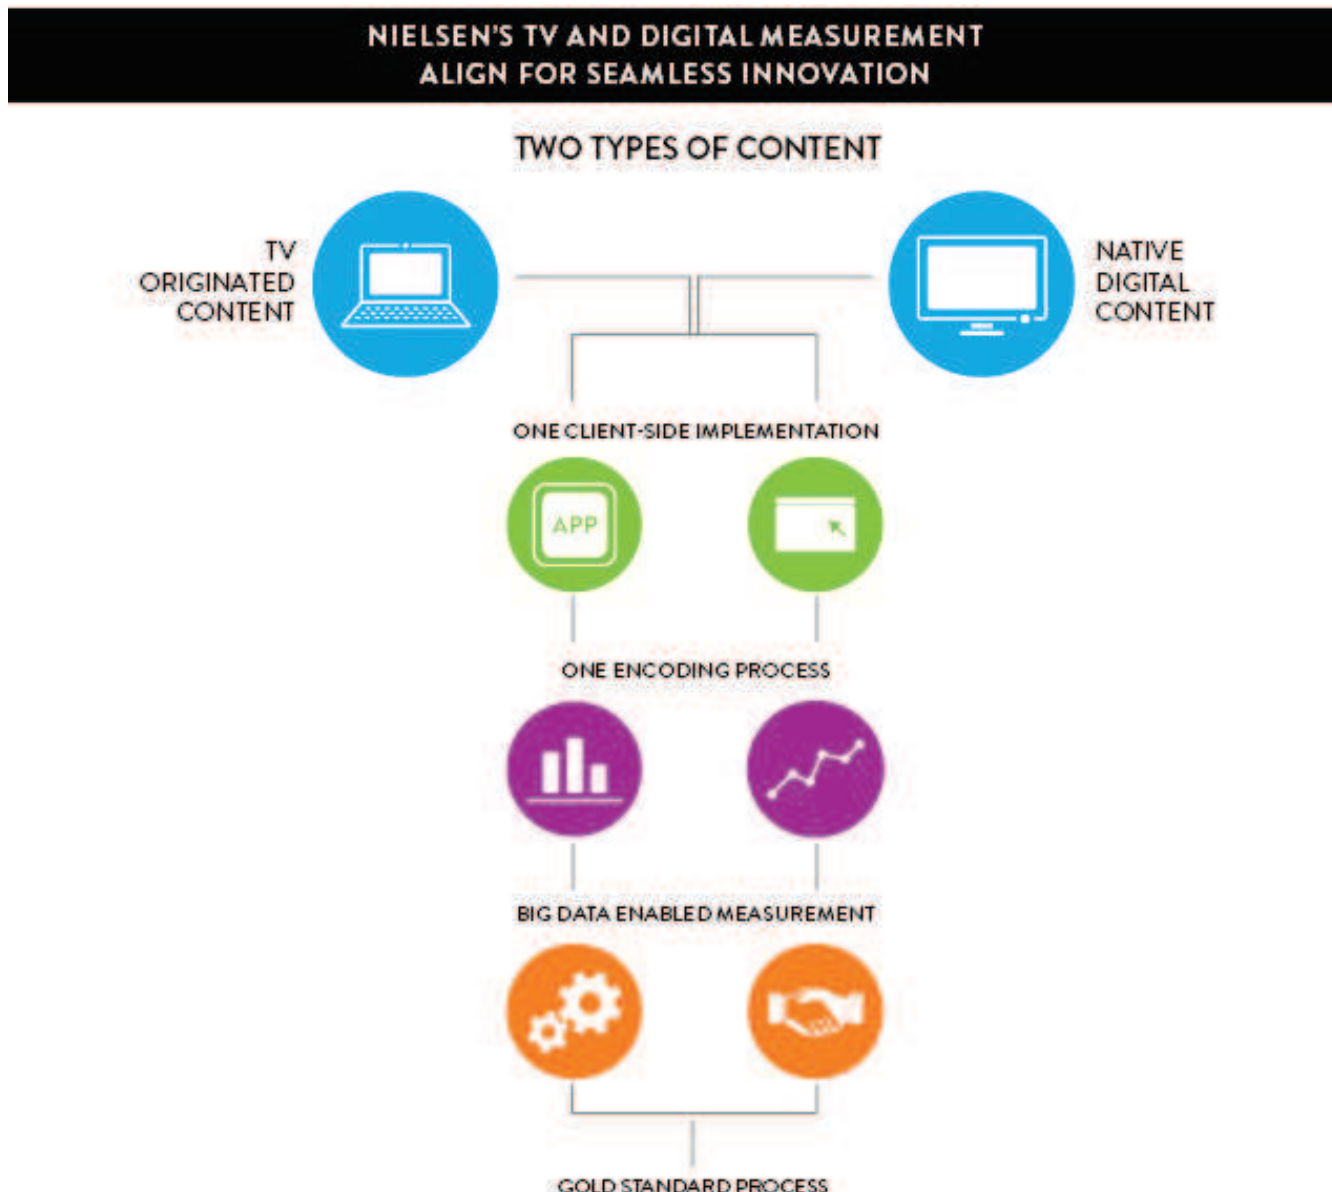 NIELSEN'S TV AND DIGITAL MEASUREMENT
ALIGN FOR SEAMLESS INNOVATION
TWO TYPES OF CONTENT
TV
ORIGINATED
CONTENT
NATIVE
DIGITAL
CONTENT
ONE CLIENT-SIDE IMPLEMENTATION
APP
ONE ENCODING PROCESS
BIG DATA ENABLED MEASUREMENT
GOLD STANDARD PROCESS